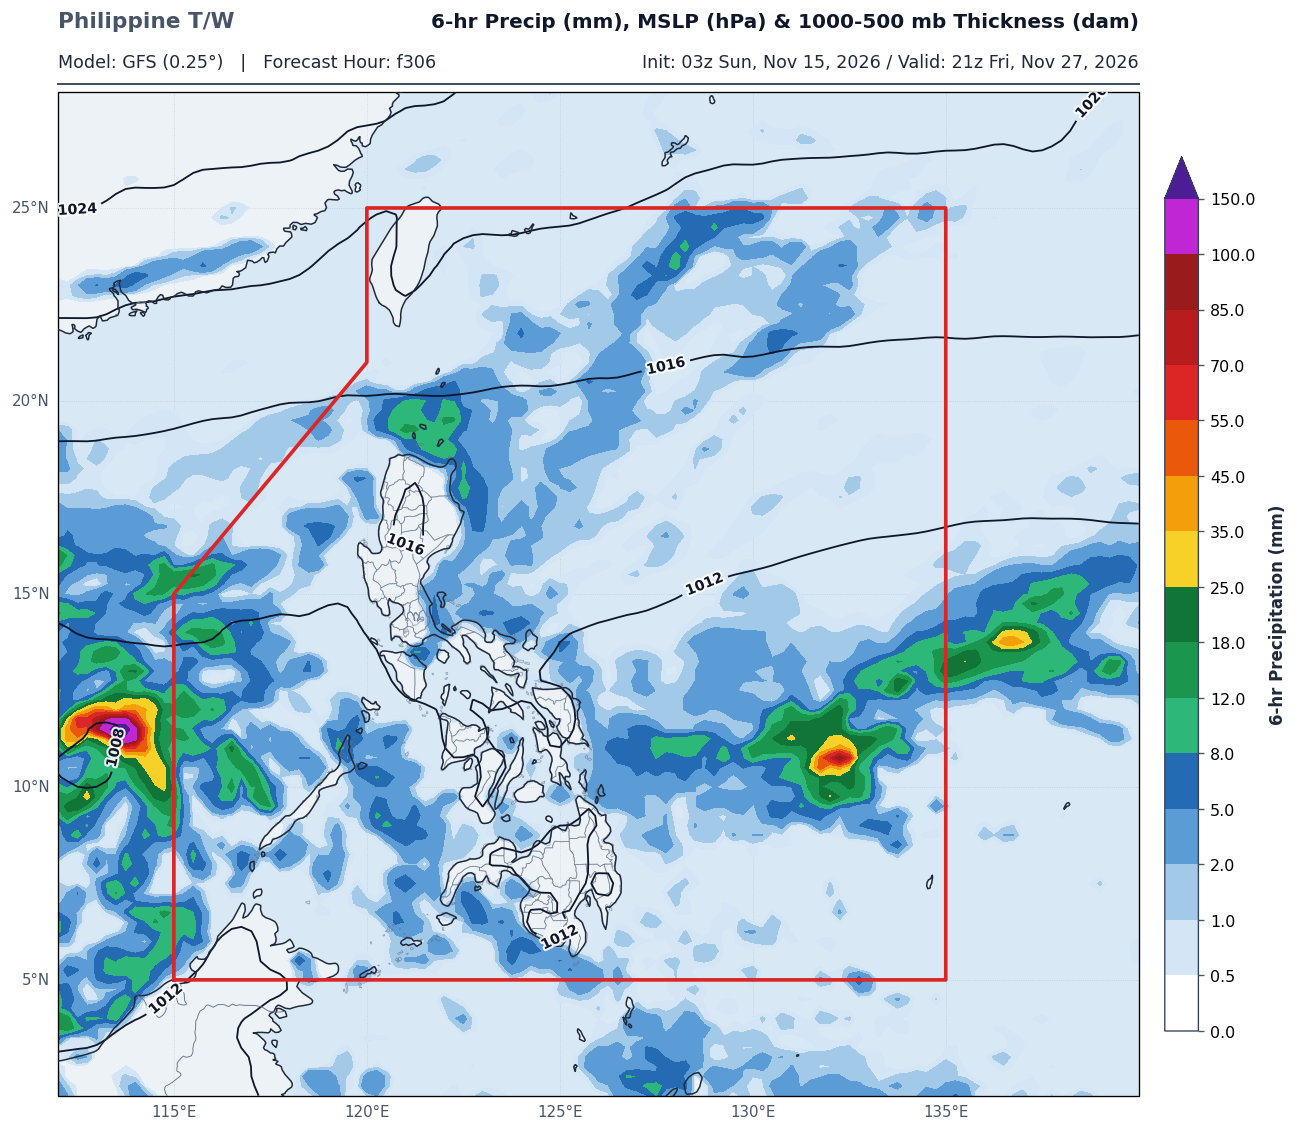 Philippine T/W
6-hr Precip (mm), MSLP (hPa) & 1000-500 mb Thickness (dam)
Model: GFS (0.25°) | Forecast Hour: f306
Init: 03z Sun, Nov 15, 2026 / Valid: 21z Fri, Nov 27, 2026
1020
1024
1016
1016
1012
1008
1012
1012
25°N
20°N
15°N
10°N
5°N
115°E
120°E
125°E
130°E
135°E
150.0
100.0
85.0
70.0
55.0
45.0
35.0
25.0
18.0
12.0
8.0
5.0
2.0
1.0
0.5
0.0
6-hr Precipitation (mm)